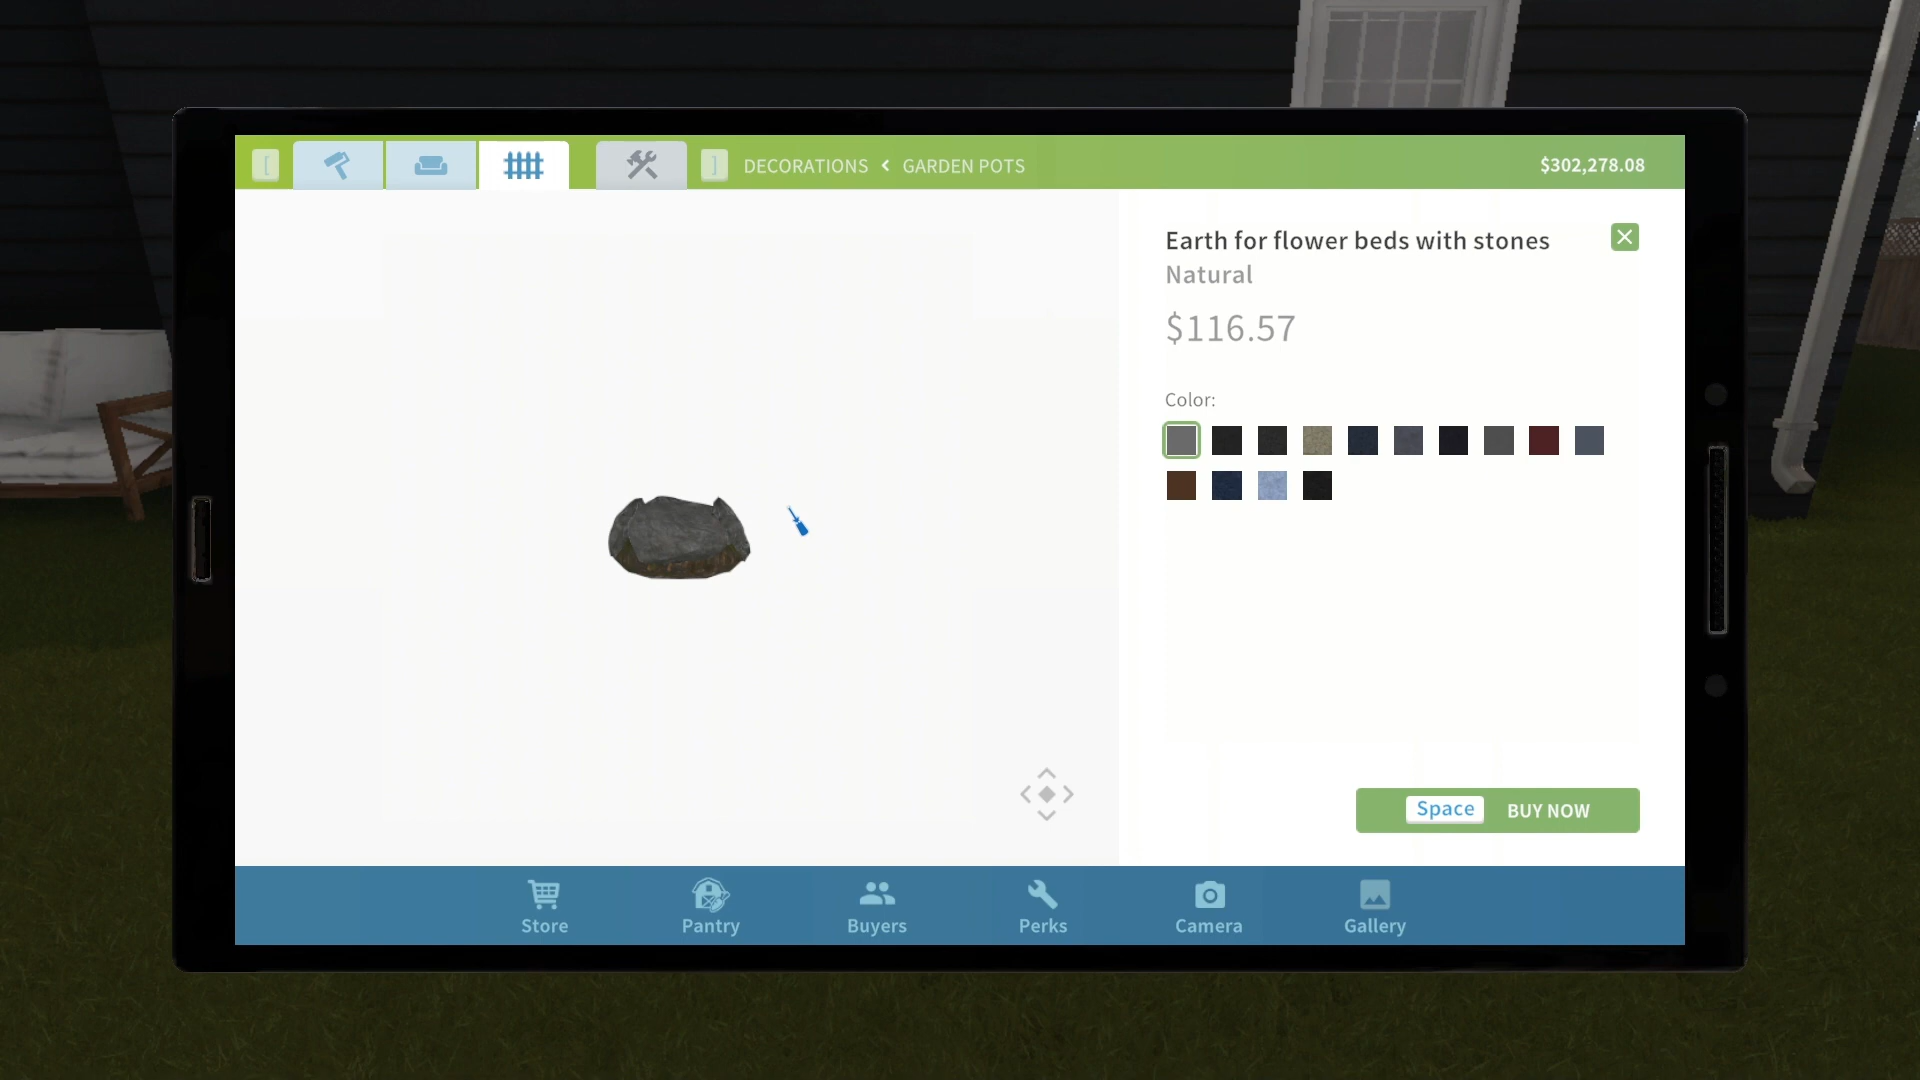 [
]
DECORATIONS < GARDEN POTS
$302,278.08
Earth for flower beds with stones
Natural
$116.57
Color:
Space BUY NOW
Store
Pantry
Buyers
Perks
Camera
Gallery